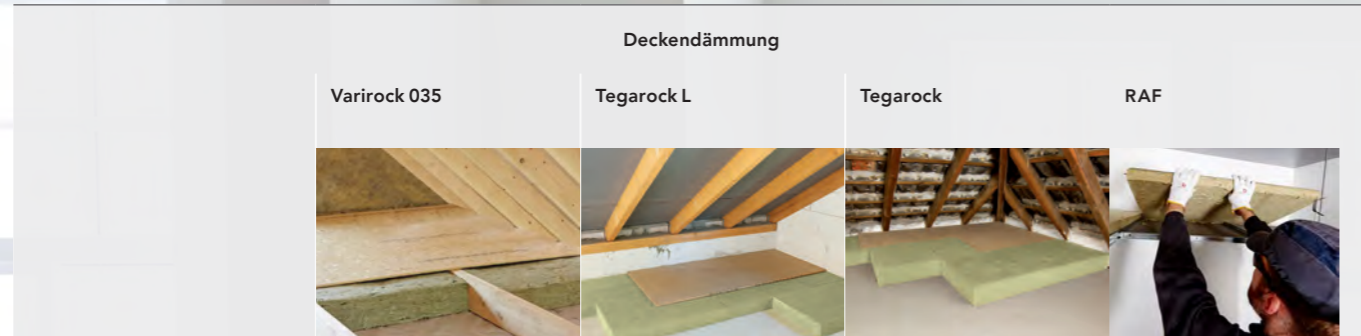 Deckendämmung
Varirock 035
Tegarock L
Tegarock
RAF